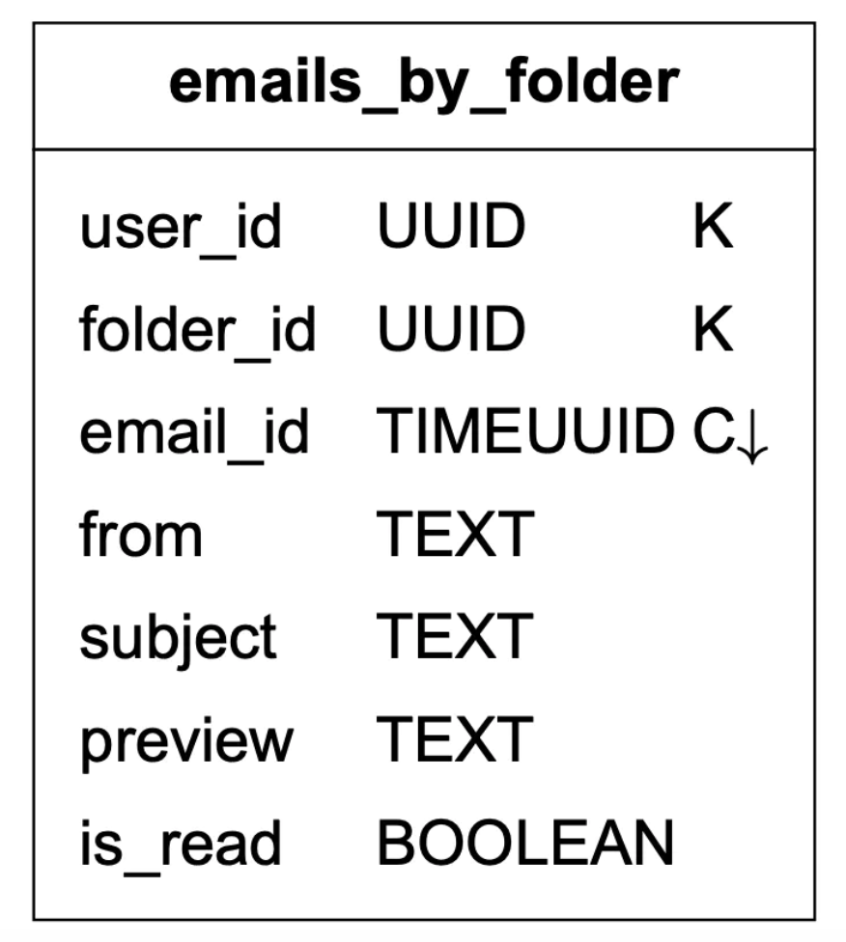 emails_by_folder
user_id UUID K
folder_id UUID K
email_id TIMEUUID C↓
from TEXT
subject TEXT
preview TEXT
is_read BOOLEAN